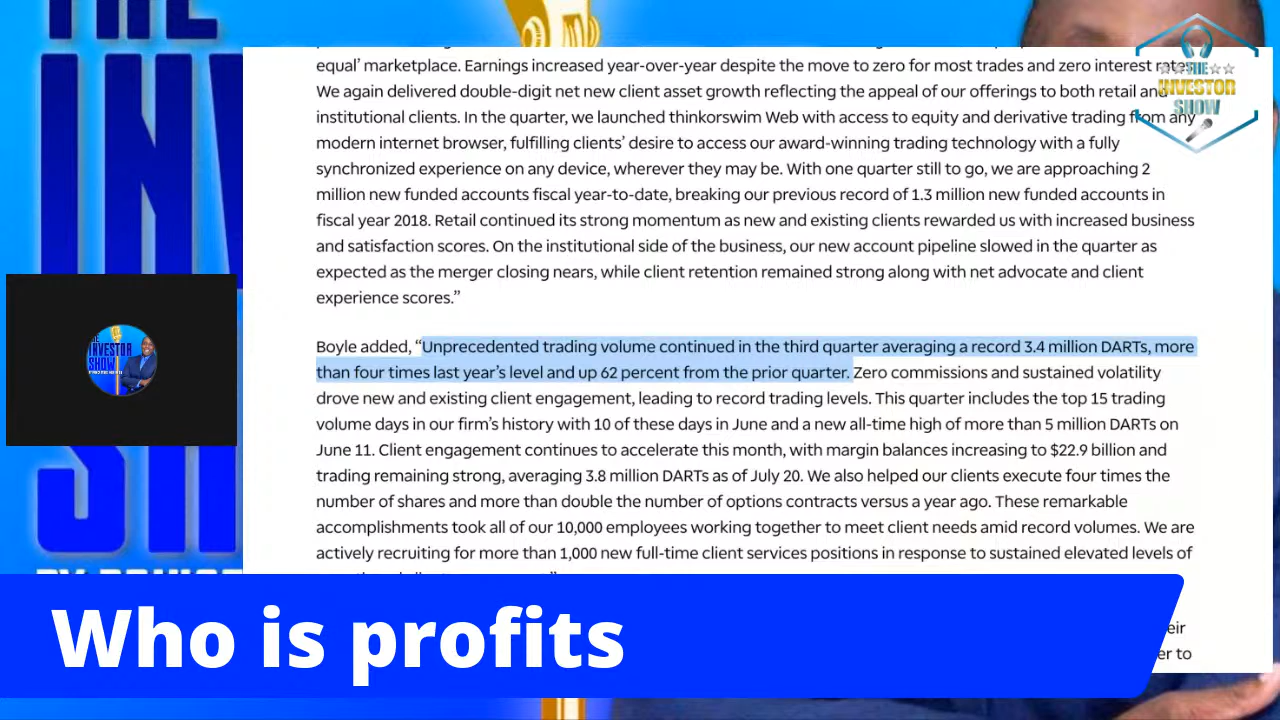 THE
INV
SH
equal’ marketplace. Earnings increased year-over-year despite the move to zero for most trades and zero interest rates.
We again delivered double-digit net new client asset growth reflecting the appeal of our offerings to both retail and
institutional clients. In the quarter, we launched thinkorswim Web with access to equity and derivative trading from any
modern internet browser, fulfilling clients’ desire to access our award-winning trading technology with a fully
synchronized experience on any device, wherever they may be. With one quarter still to go, we are approaching 2
million new funded accounts fiscal year-to-date, breaking our previous record of 1.3 million new funded accounts in
fiscal year 2018. Retail continued its strong momentum as new and existing clients rewarded us with increased business
and satisfaction scores. On the institutional side of the business, our new account pipeline slowed in the quarter as
expected as the merger closing nears, while client retention remained strong along with net advocate and client
experience scores.”
Boyle added, “Unprecedented trading volume continued in the third quarter averaging a record 3.4 million DARTs, more
than four times last year’s level and up 62 percent from the prior quarter. Zero commissions and sustained volatility
drove new and existing client engagement, leading to record trading levels. This quarter includes the top 15 trading
volume days in our firm’s history with 10 of these days in June and a new all-time high of more than 5 million DARTs on
June 11. Client engagement continues to accelerate this month, with margin balances increasing to $22.9 billion and
trading remaining strong, averaging 3.8 million DARTs as of July 20. We also helped our clients execute four times the
number of shares and more than double the number of options contracts versus a year ago. These remarkable
accomplishments took all of our 10,000 employees working together to meet client needs amid record volumes. We are
actively recruiting for more than 1,000 new full-time client services positions in response to sustained elevated levels of
eir
er to
THE
INVESTOR
SHOW
THE
INVESTOR
SHOW
Who is profits